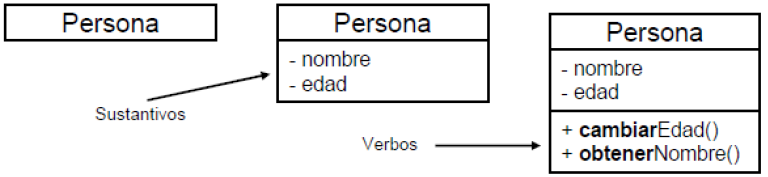 Persona
Persona
- nombre
- edad
Sustantivos
Persona
- nombre
- edad
+ cambiarEdad()
+ obtenerNombre()
Verbos